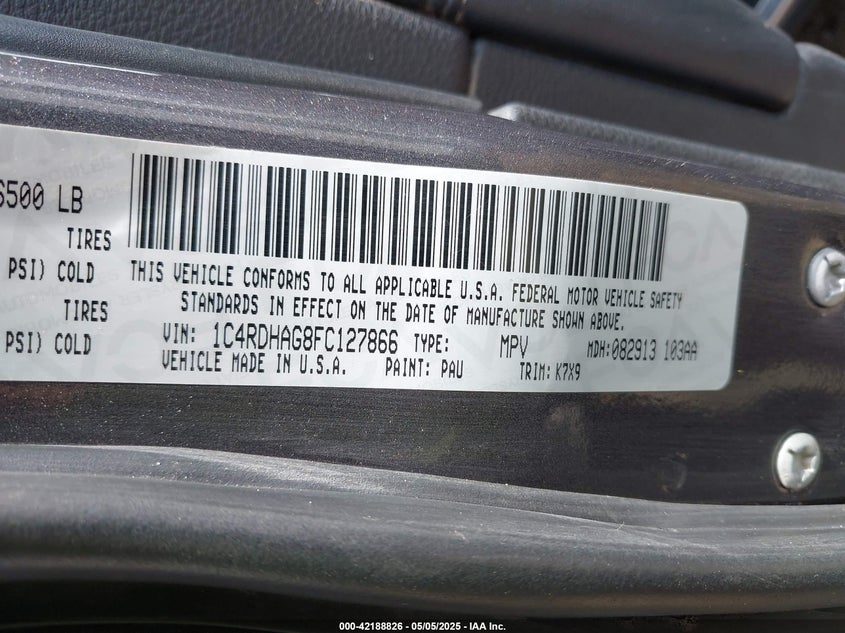 6500 LB
TIRES
PSI) COLD
TIRES
PSI) COLD
THIS VEHICLE CONFORMS TO ALL APPLICABLE U.S.A. FEDERAL MOTOR VEHICLE SAFETY
STANDARDS IN EFFECT ON THE DATE OF MANUFACTURE SHOWN ABOVE.
VIN: 1C4RDHAG8FC127866 TYPE: MPV MDH:082913 103AA
VEHICLE MADE IN U.S.A. PAINT: PAU TRIM: K7X9
000-42188826 - 05/05/2025 - IAA Inc.